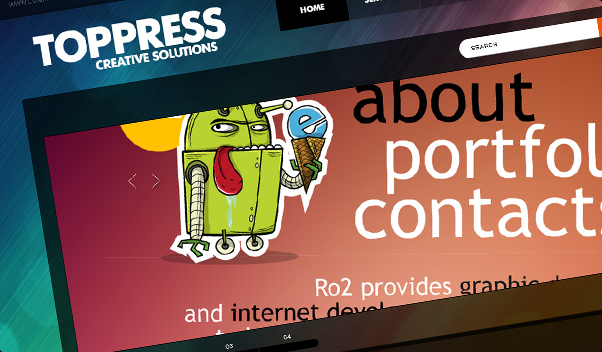 HOME
TOPPRESS
CREATIVE SOLUTIONS
SEARCH
about
e
portfol
contacts
Ro2 provides graphic
and internet devel
03
04